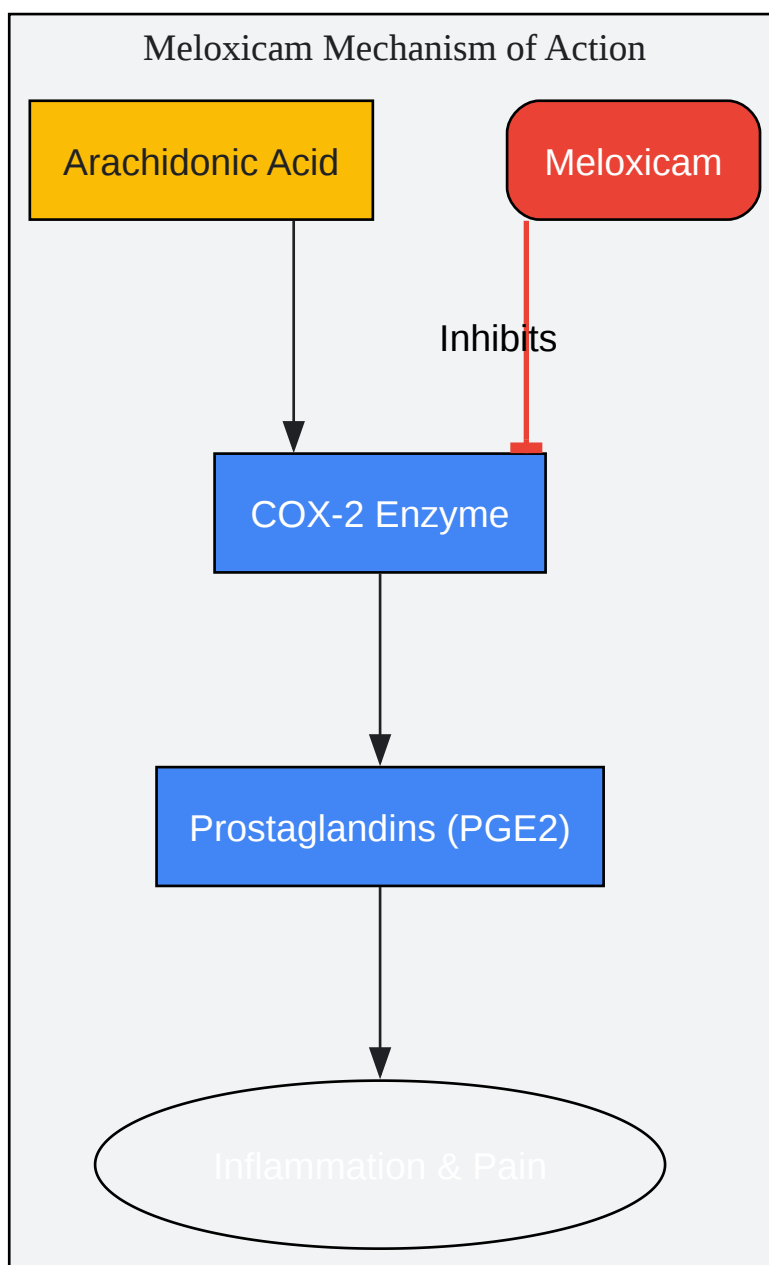 Meloxicam Mechanism of Action
Arachidonic Acid
Meloxicam
Inhibits
COX-2 Enzyme
Prostaglandins (PGE2)
Inflammation & Pain